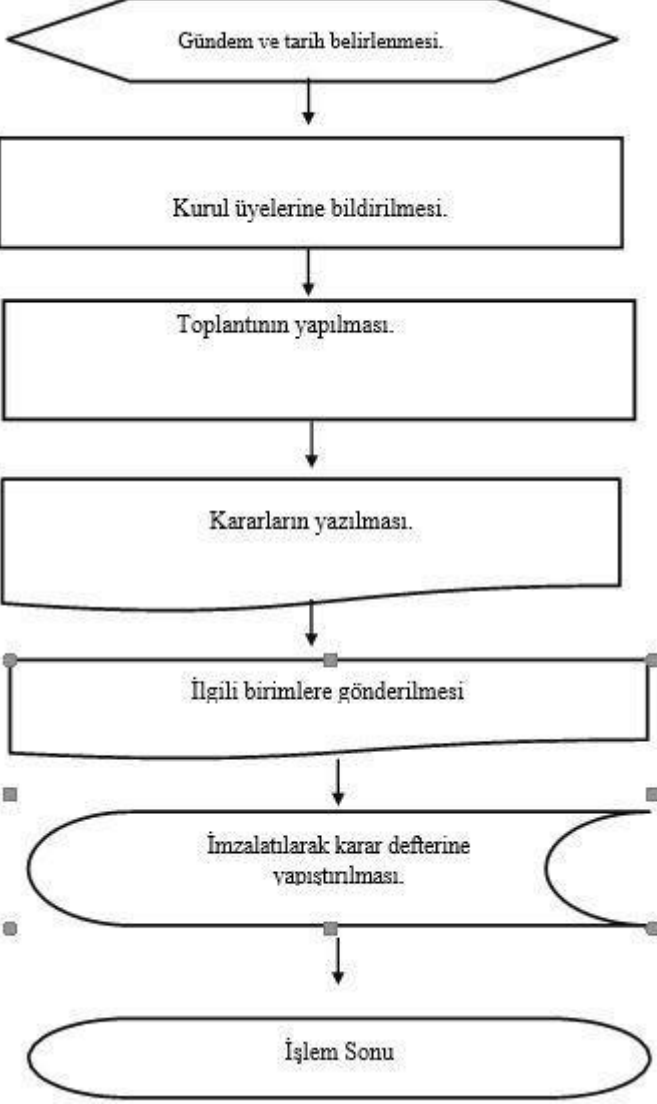 Gündem ve tarih belirlenmesi.
Kurul üyelerine bildirilmesi.
Toplantının yapılması.
Kararların yazılması.
İlgili birimlere gönderilmesi
İmzalatılarak karar defterine
yapıştırılması.
İşlem Sonu